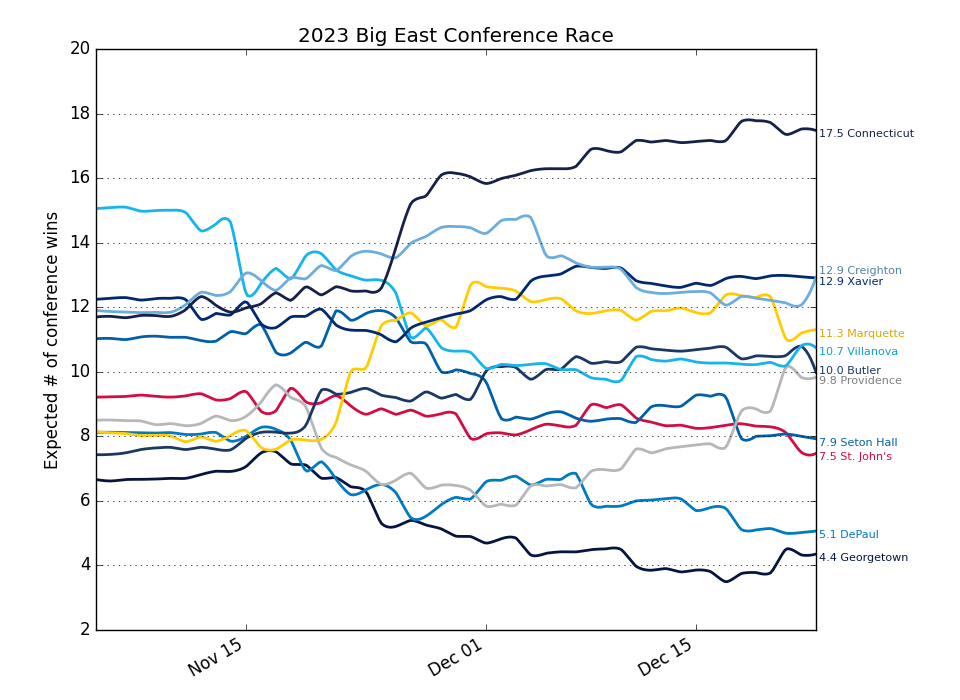 2023 Big East Conference Race
Expected # of conference wins
20
18
16
14
12
10
8
6
4
2
Nov 15
Dec 01
Dec 15
17.5 Connecticut
12.9 Creighton
12.9 Xavier
11.3 Marquette
10.7 Villanova
10.0 Butler
9.8 Providence
7.9 Seton Hall
7.5 St. John's
5.1 DePaul
4.4 Georgetown